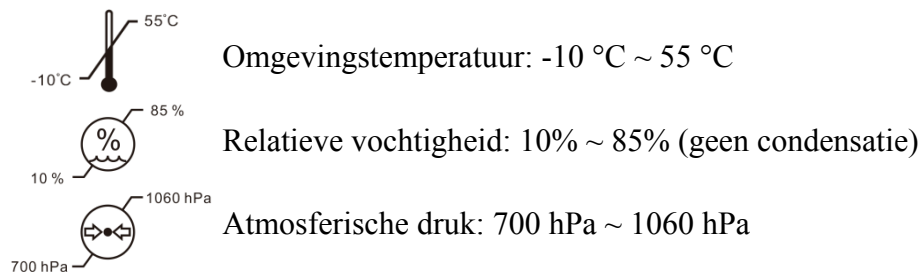 55°C
-10°C
Omgevingstemperatuur: -10 °C ~ 55 °C
85 %
%
10 %
Relatieve vochtigheid: 10% ~ 85% (geen condensatie)
1060 hPa
700 hPa
Atmosferische druk: 700 hPa ~ 1060 hPa